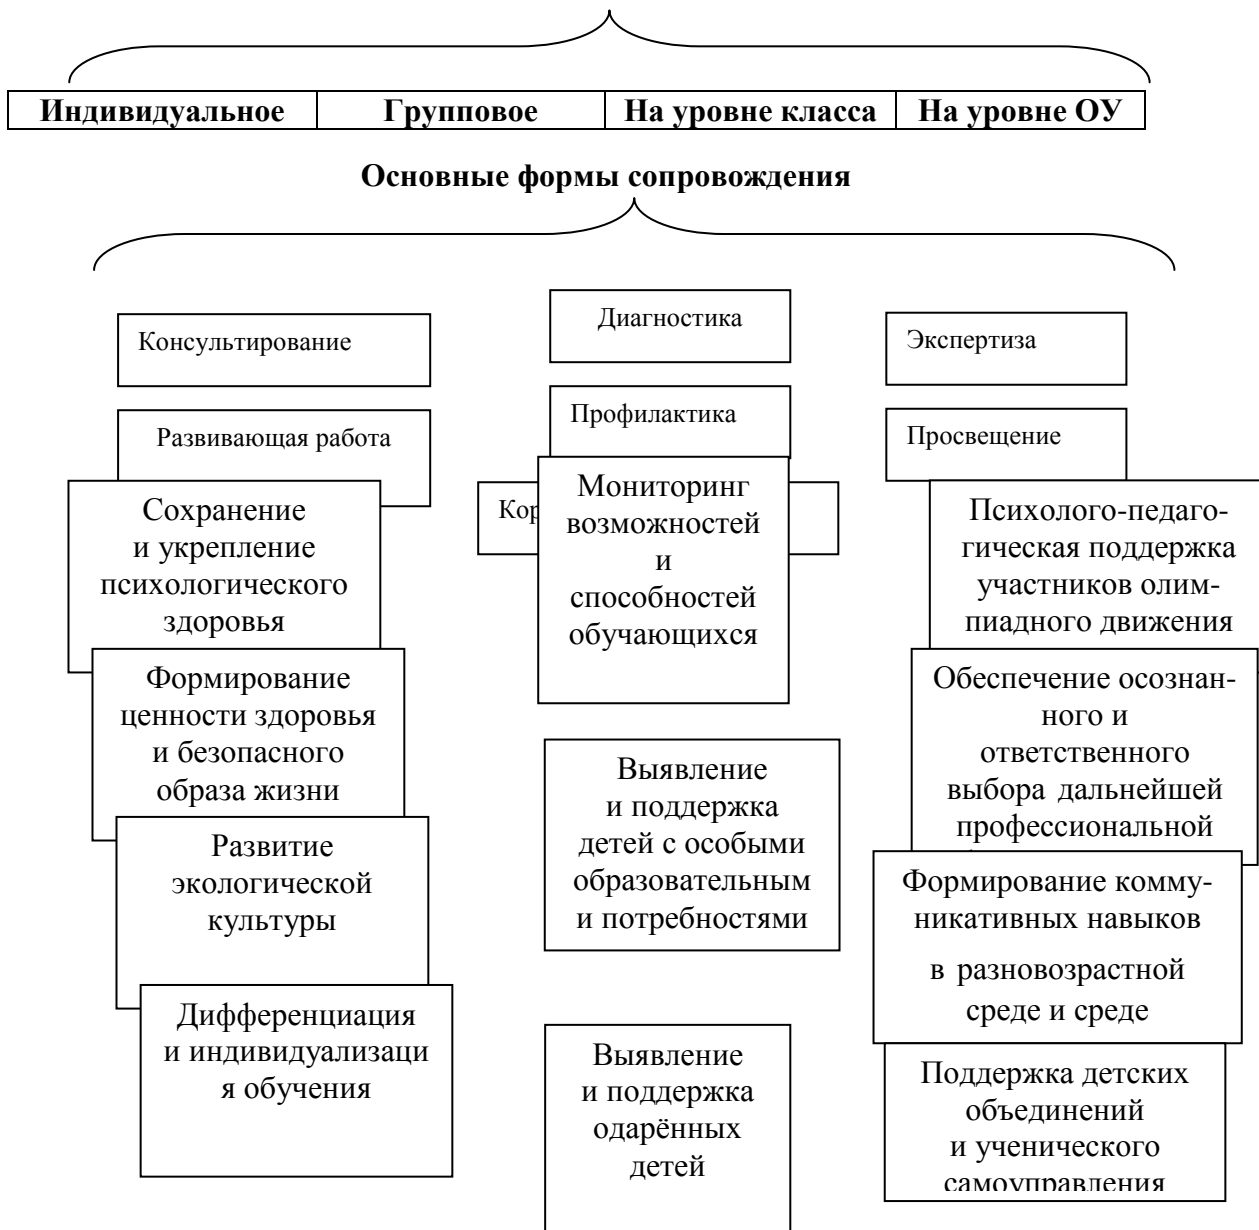 Индивидуальное Групповое На уровне класса На уровне ОУ
Основные формы сопровождения
Консультирование
Диагностика
Экспертиза
Развивающая работа
Профилактика
Просвещение
Сохранение
и укрепление
психологического
здоровья
Мониторинг
возможностей
и
способностей
обучающихся
Психолого-педаго-
гическая поддержка
участников олим-
пиадного движения
Формирование
ценности здоровья
и безопасного
образа жизни
Выявление
и поддержка
детей с особыми
образовательным
и потребностями
Обеспечение осознан-
ного и
ответственного
выбора дальнейшей
профессиональной
Развитие
экологической
культуры
Формирование комму-
никативных навыков
в разновозрастной
среде и среде
Дифференциация
и индивидуализаци
я обучения
Выявление
и поддержка
одарённых
детей
Поддержка детских
объединений
и ученического
самоуправления